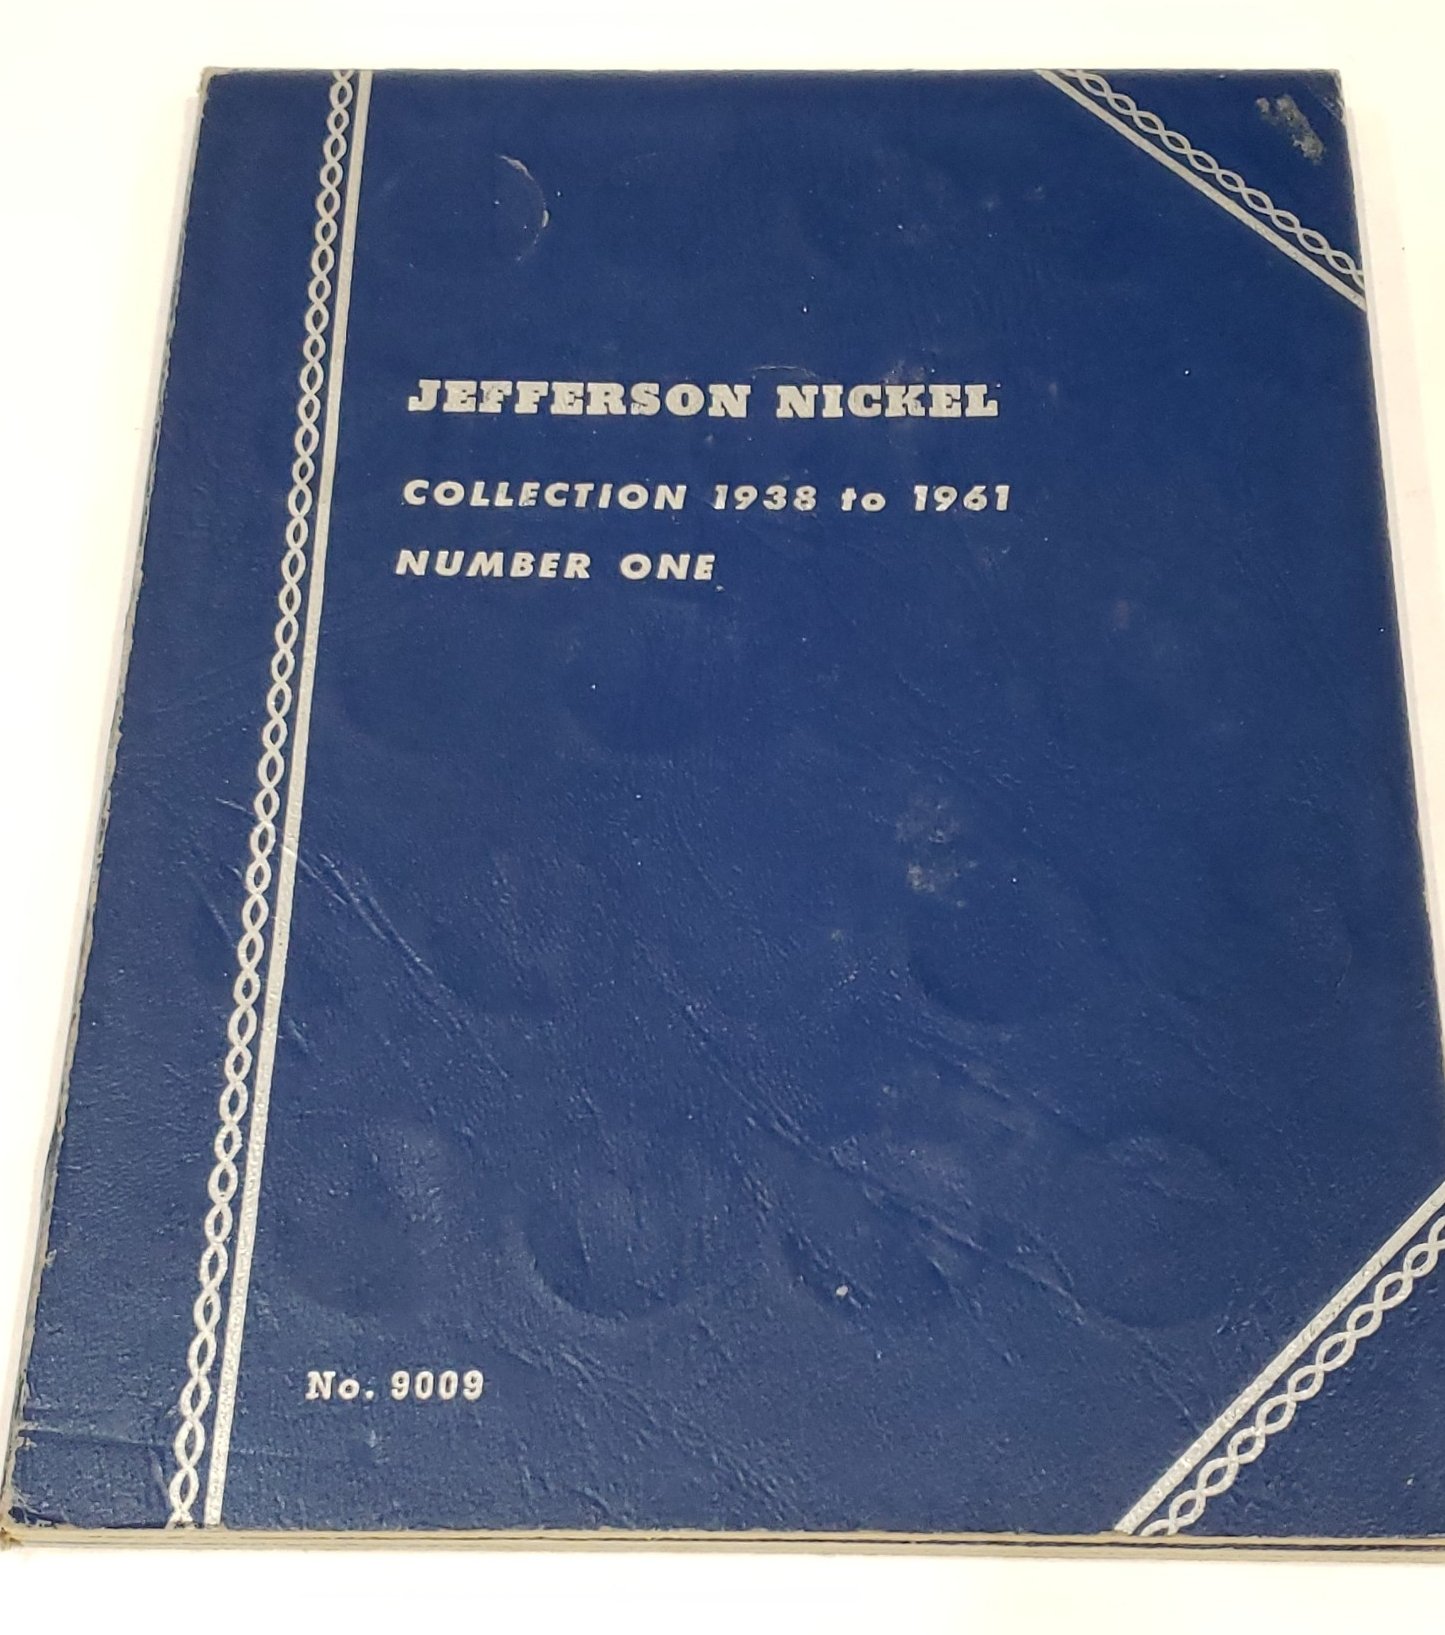 JEFFERSON NICKEL
COLLECTION 1938 to 1961
NUMBER ONE
No. 9009